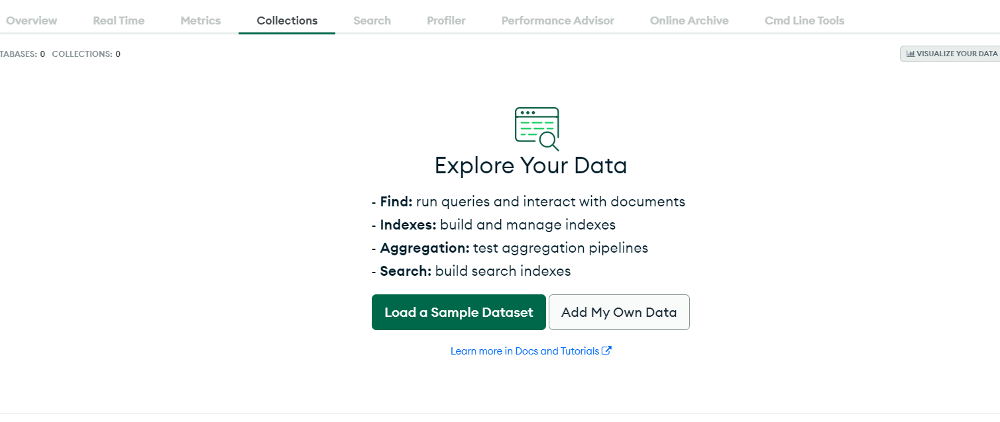 Overview Real Time Metrics Collections Search Profiler Performance Advisor Online Archive Cmd Line Tools
TABASES: 0 COLLECTIONS: 0
VISUALIZE YOUR DATA
Explore Your Data
- Find: run queries and interact with documents
- Indexes: build and manage indexes
- Aggregation: test aggregation pipelines
- Search: build search indexes
Load a Sample Dataset Add My Own Data
Learn more in Docs and Tutorials